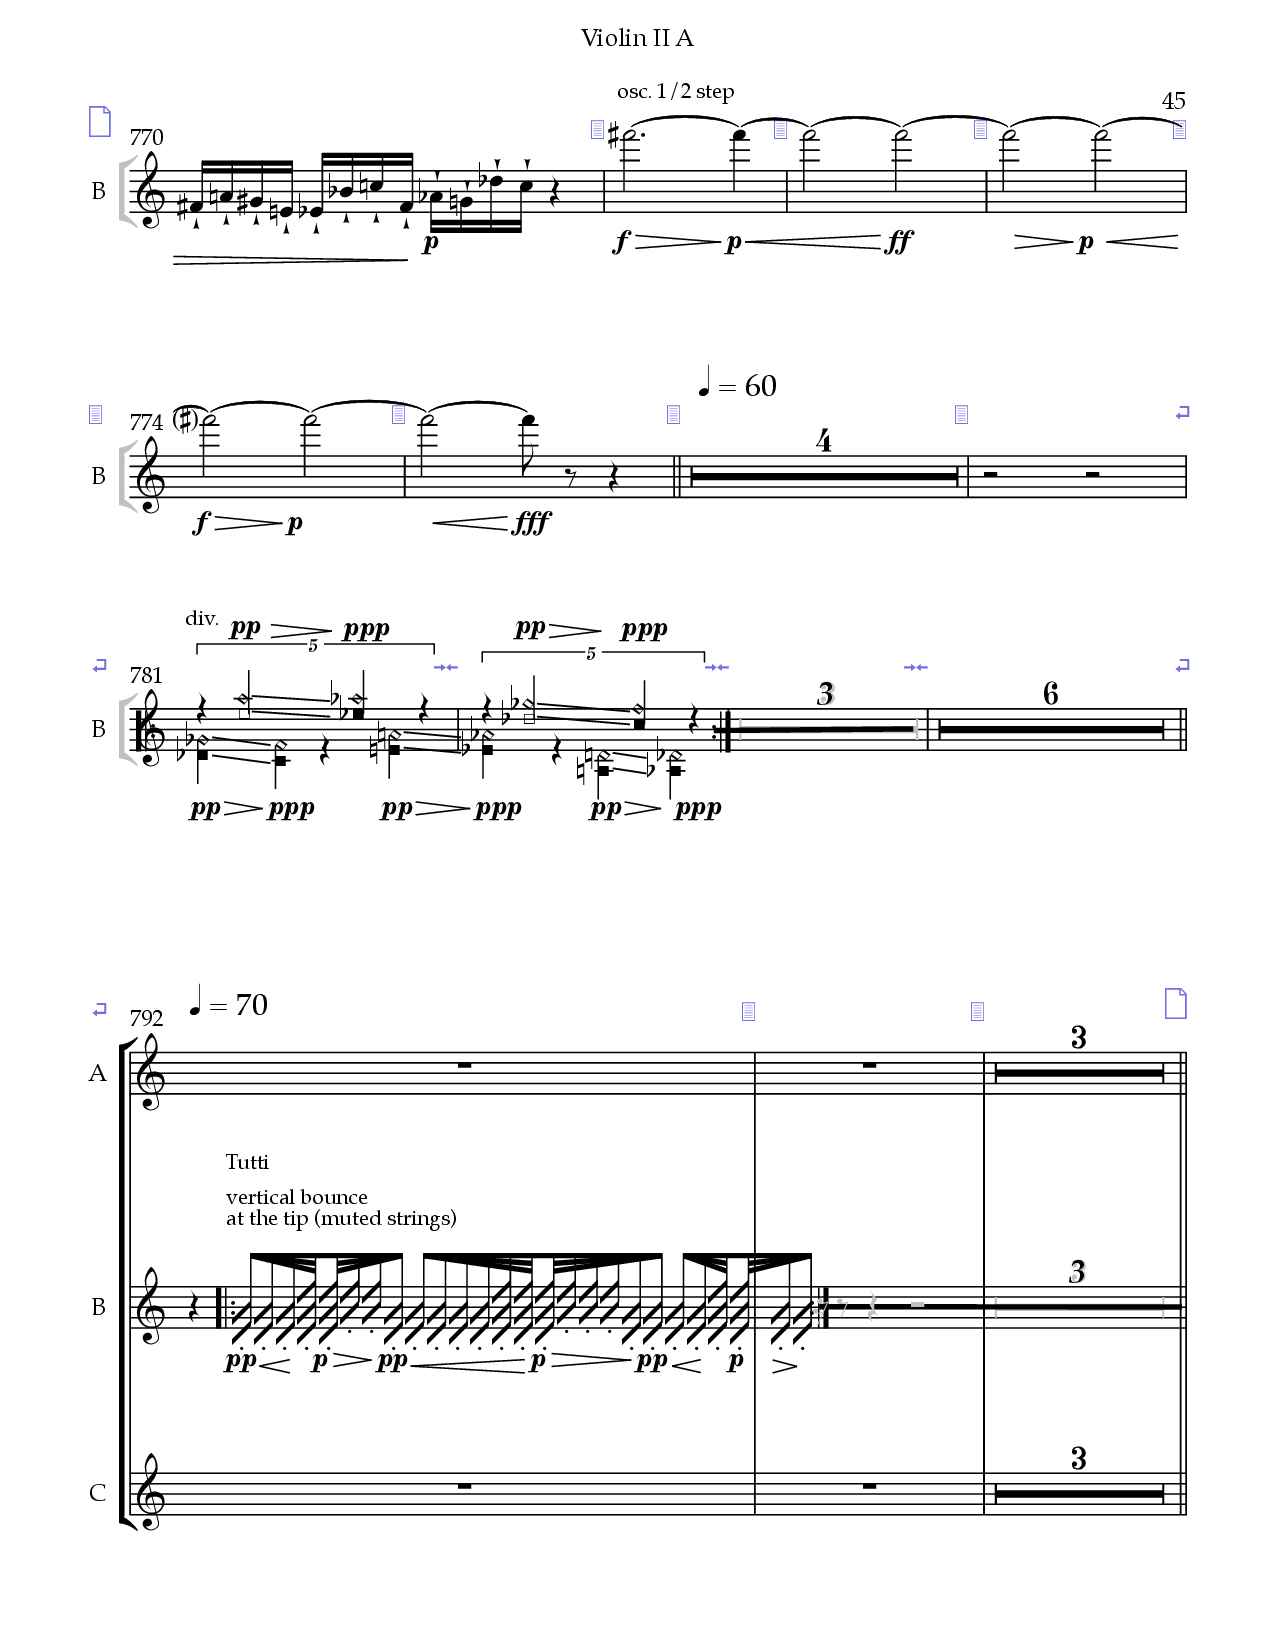 Violin II A
osc. 1/2 step
45
770
B
p
f p ff p
= 60
774
4
B
f p fff
div. pp ppp pp ppp
5 5
781
3 6
B
pp ppp pp ppp pp ppp
792
= 70
3
A
Tutti
vertical bounce
at the tip (muted strings)
3
B
pp p pp p pp p
3
C